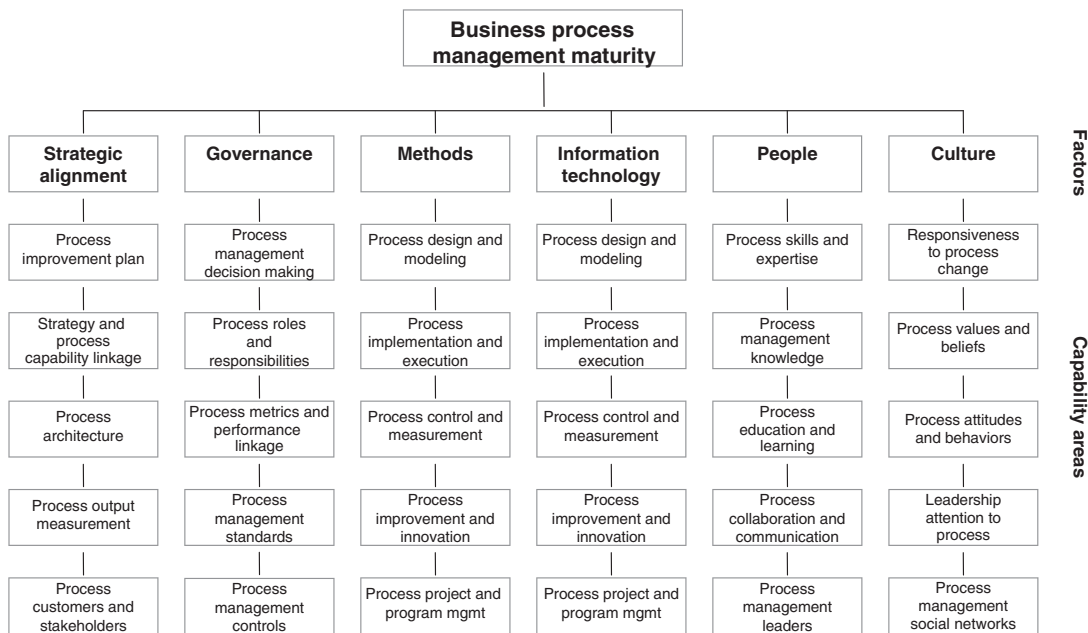 Business process
management maturity
Strategic
alignment
Governance
Methods
Information
technology
People
Culture
Factors
Process
improvement plan
Process
management
decision making
Process design and
modeling
Process design and
modeling
Process skills and
expertise
Responsiveness
to process
change
Strategy and
process
capability linkage
Process roles
and
responsibilities
Process
implementation and
execution
Process
implementation and
execution
Process
management
knowledge
Process values and
beliefs
Capability areas
Process
architecture
Process metrics and
performance
linkage
Process control and
measurement
Process control and
measurement
Process
education and
learning
Process attitudes
and behaviors
Process output
measurement
Process
management
standards
Process
improvement and
innovation
Process
improvement and
innovation
Process
collaboration and
communication
Leadership
attention to
process
Process
customers and
stakeholders
Process
management
controls
Process project and
program mgmt
Process project and
program mgmt
Process
management
leaders
Process
management
social networks